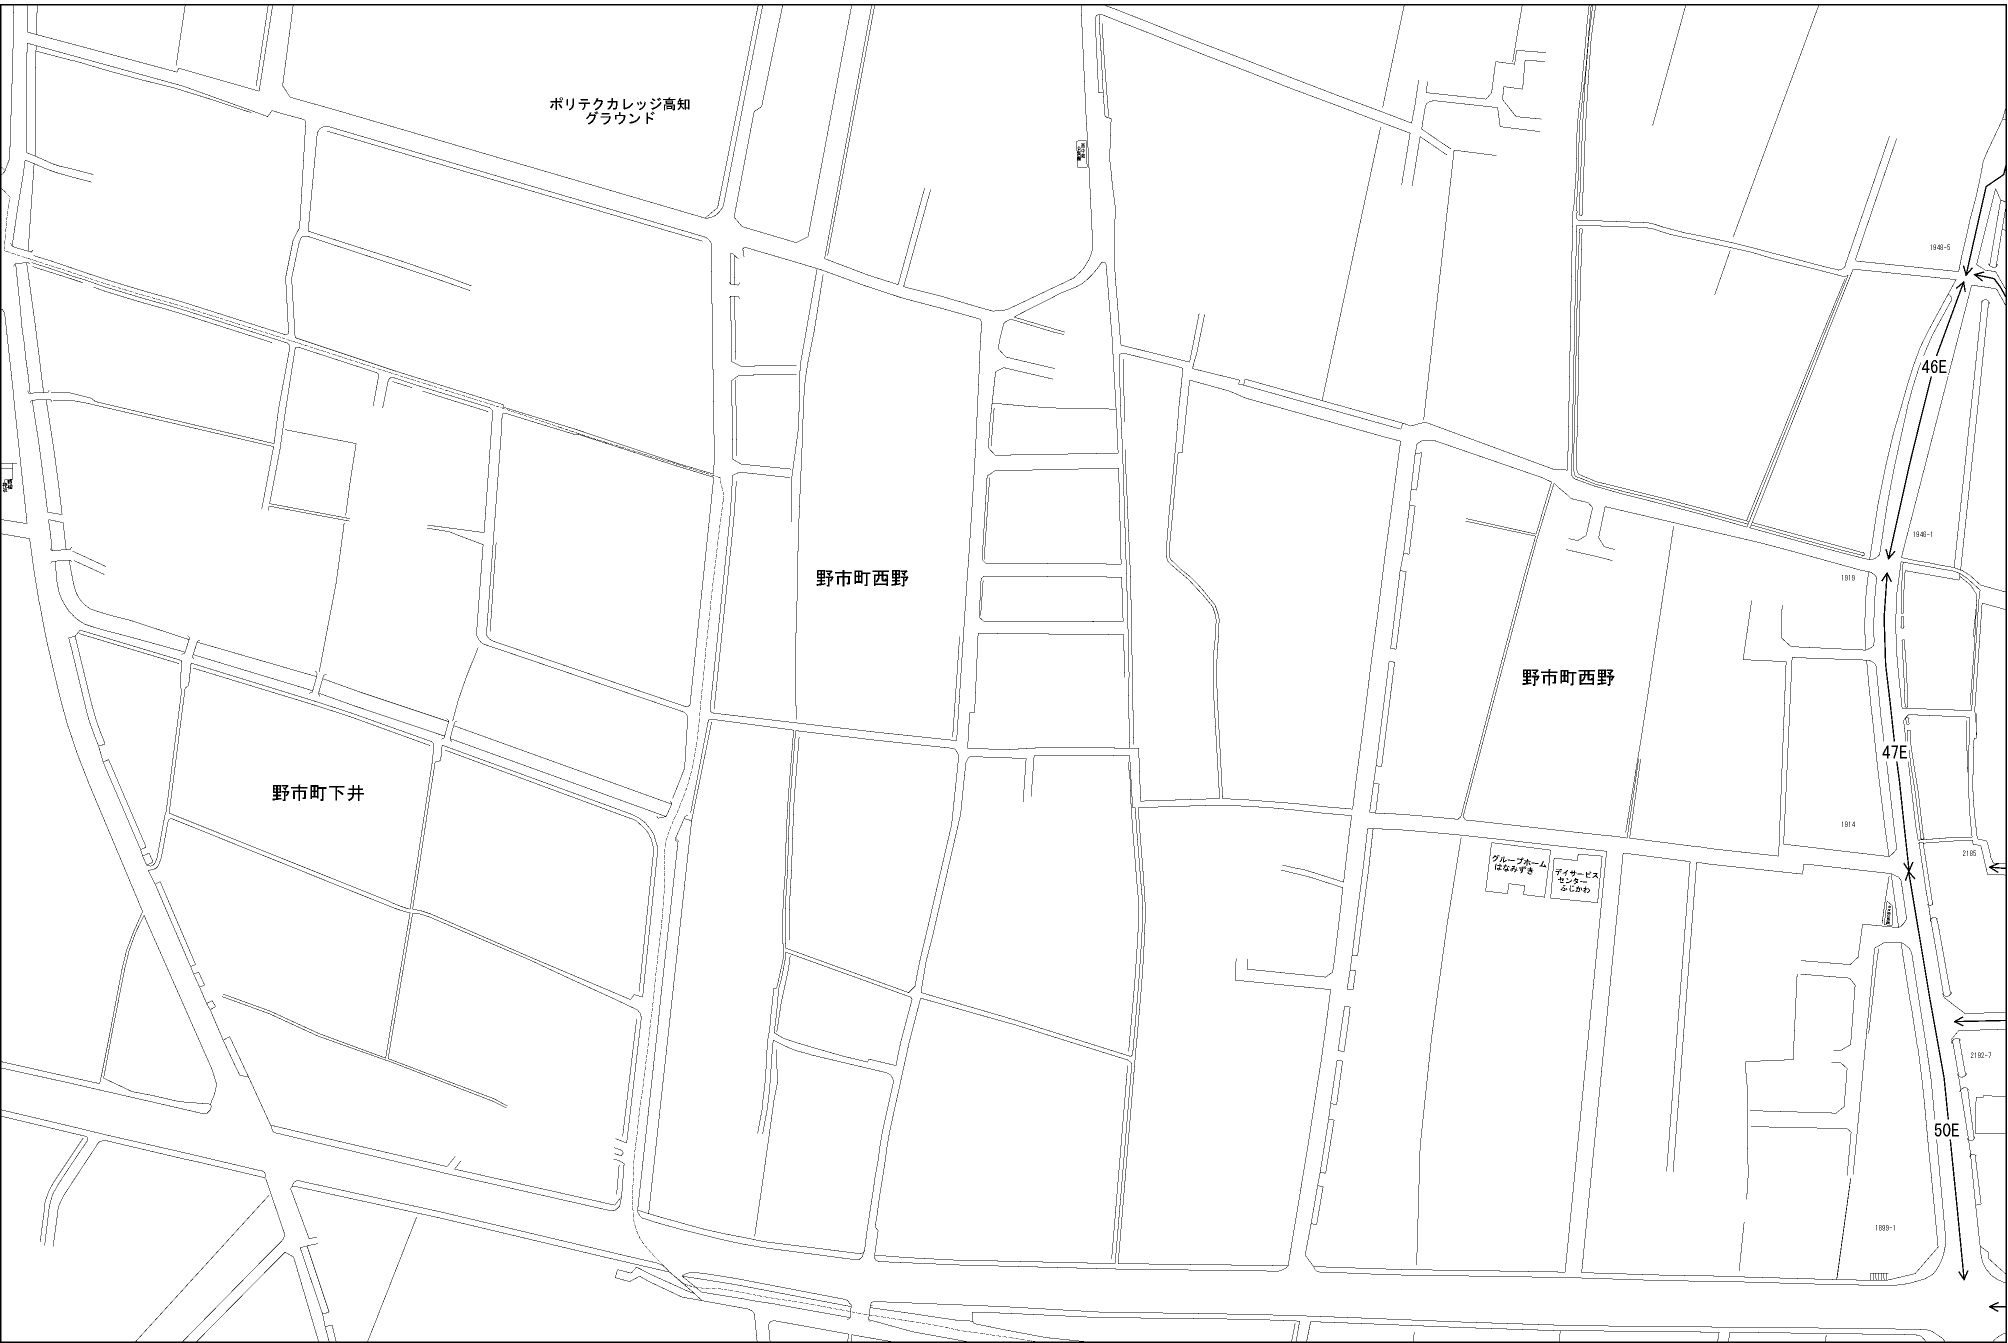 ポリテクカレッジ高知
グラウンド
1948-5
46E
1946-1
野市町西野
1919
野市町西野
47E
野市町下井
1914
2185
グループホーム
はなみずき
デイサービス
センター
ふじかわ
2192-7
50E
1899-1